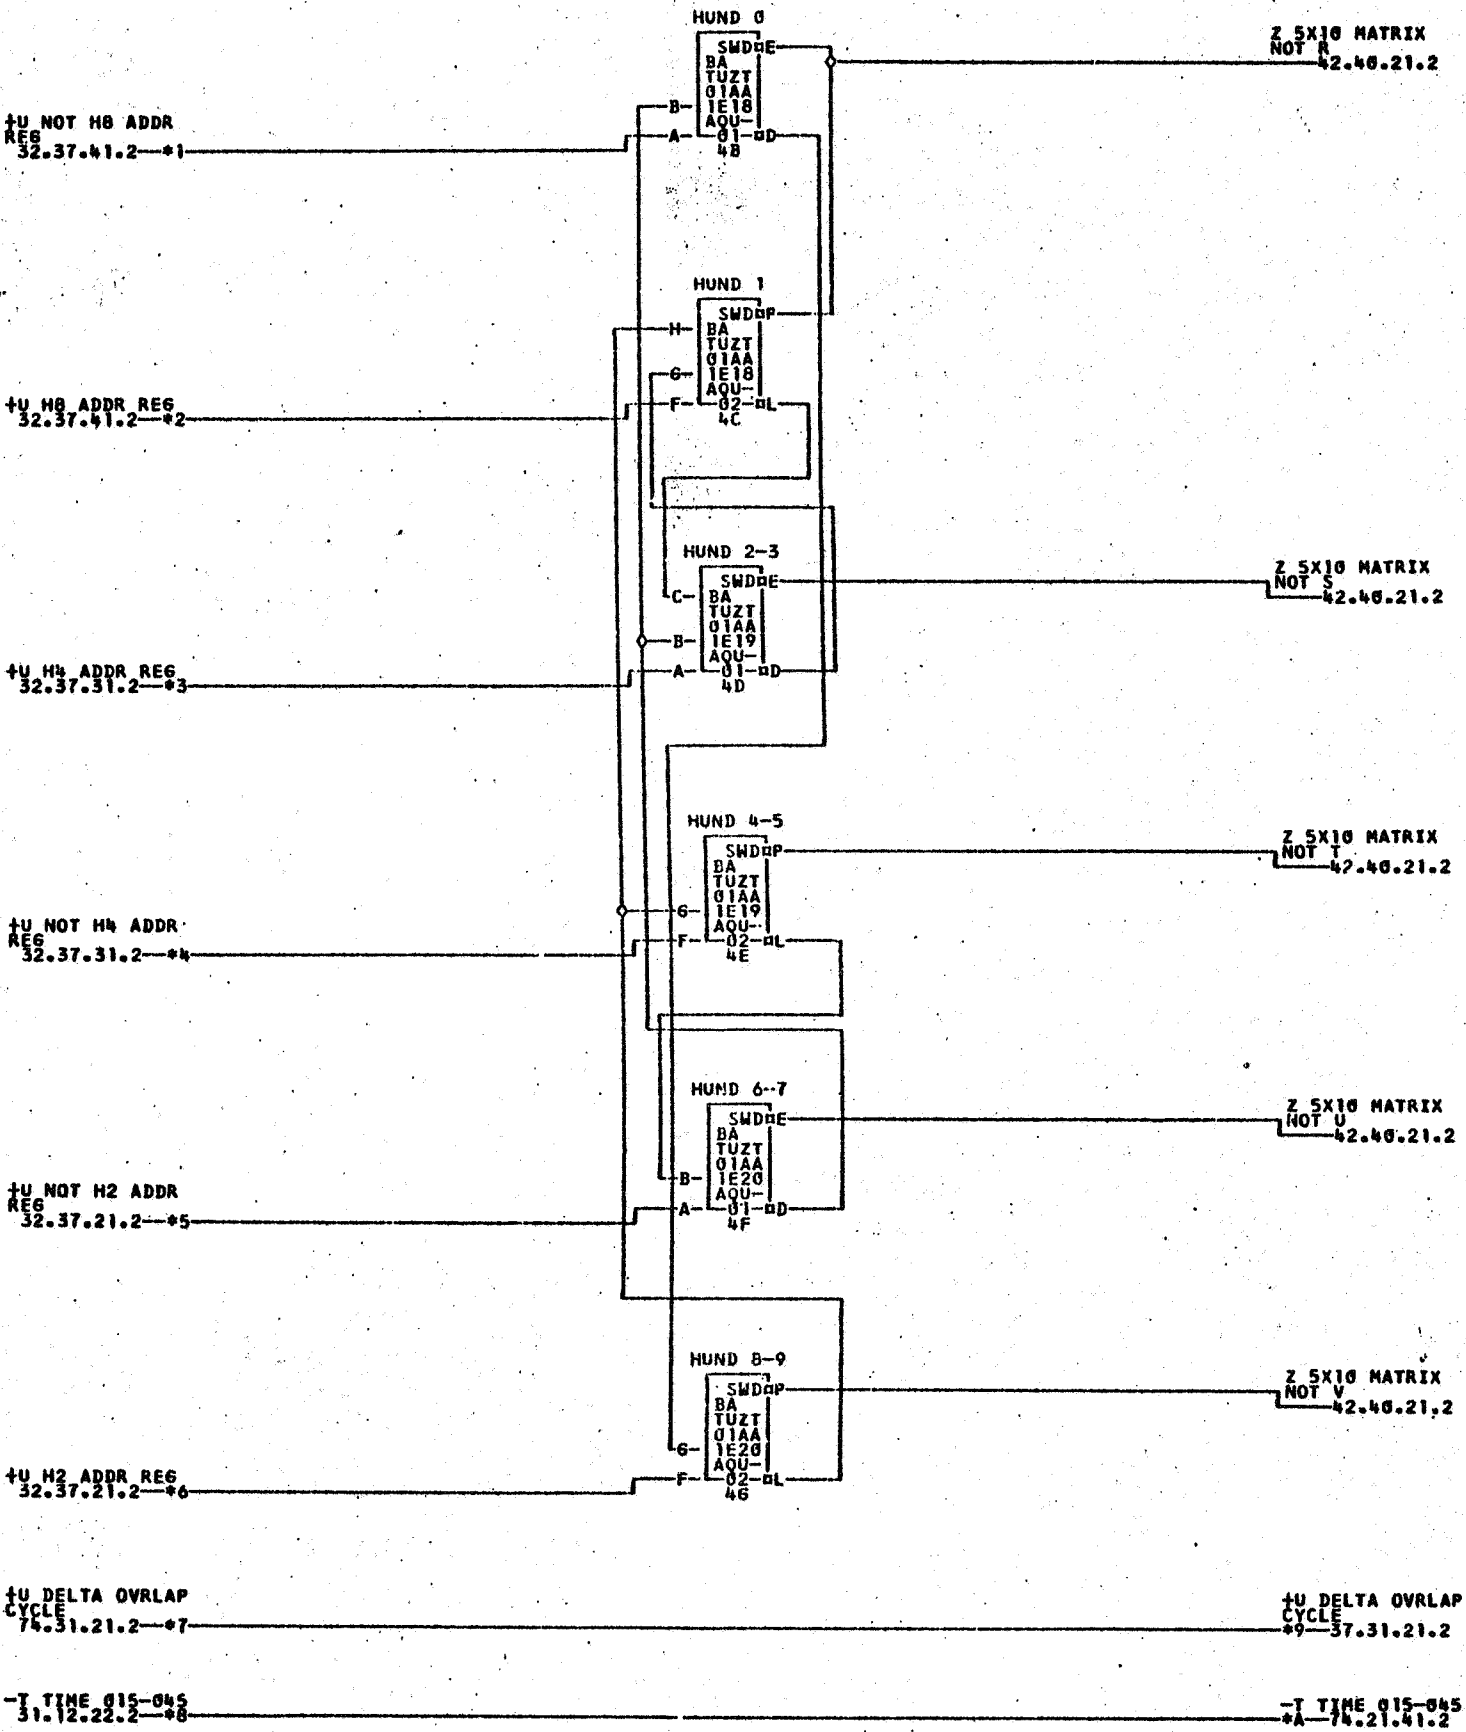 HUND 0
SWD E
BA
TUZT
01AA
B 1E18
AQU-
A 01 D
4B
Z 5X10 MATRIX
NOT R
42.40.21.2
+U NOT H8 ADDR
REG
32.37.41.2—*1
HUND 1
SWD P
H BA
TUZT
01AA
G 1E18
AQU-
F 02 L
4C
+U H8 ADDR REG
32.37.41.2—*2
HUND 2-3
SWD E
C BA
TUZT
01AA
B 1E19
AQU-
A 01 D
4D
Z 5X10 MATRIX
NOT S
42.40.21.2
+U H4 ADDR REG
32.37.31.2—*3
HUND 4-5
SWD P
BA
TUZT
01AA
G 1E19
AQU-
F 02 L
4E
Z 5X10 MATRIX
NOT T
42.40.21.2
+U NOT H4 ADDR
REG
32.37.31.2—*4
HUND 6-7
SWD E
BA
TUZT
01AA
B 1E20
AQU-
A 01 D
4F
Z 5X10 MATRIX
NOT U
42.40.21.2
+U NOT H2 ADDR
REG
32.37.21.2—*5
HUND 8-9
SWD P
BA
TUZT
01AA
G 1E20
AQU-
F 02 L
4G
Z 5X10 MATRIX
NOT V
42.40.21.2
+U H2 ADDR REG
32.37.21.2—*6
+U DELTA OVRLAP
CYCLE
74.31.21.2—*7
+U DELTA OVRLAP
CYCLE
*9—37.31.21.2
-T TIME 015-045
31.12.22.2—*8
-T TIME 015-045
*A—74.21.41.2